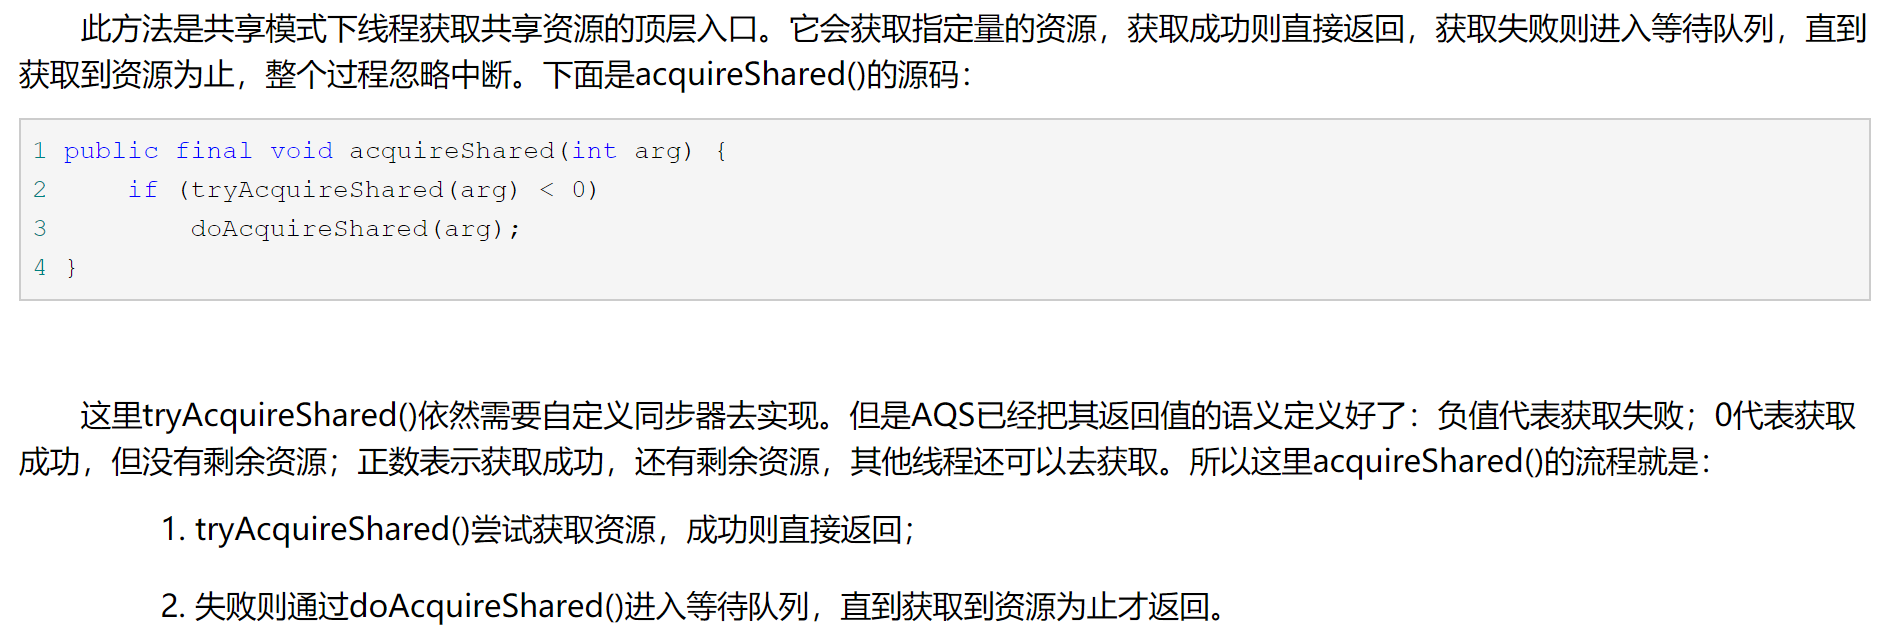 此方法是共享模式下线程获取共享资源的顶层入口。它会获取指定量的资源，获取成功则直接返回，获取失败则进入等待队列，直到
获取到资源为止，整个过程忽略中断。下面是acquireShared()的源码：
1 public final void acquireShared(int arg) {
2     if (tryAcquireShared(arg) < 0)
3         doAcquireShared(arg);
4 }
这里tryAcquireShared()依然需要自定义同步器去实现。但是AQS已经把其返回值的语义定义好了：负值代表获取失败；0代表获取
成功，但没有剩余资源；正数表示获取成功，还有剩余资源，其他线程还可以去获取。所以这里acquireShared()的流程就是：
1. tryAcquireShared()尝试获取资源，成功则直接返回；
2. 失败则通过doAcquireShared()进入等待队列，直到获取到资源为止才返回。